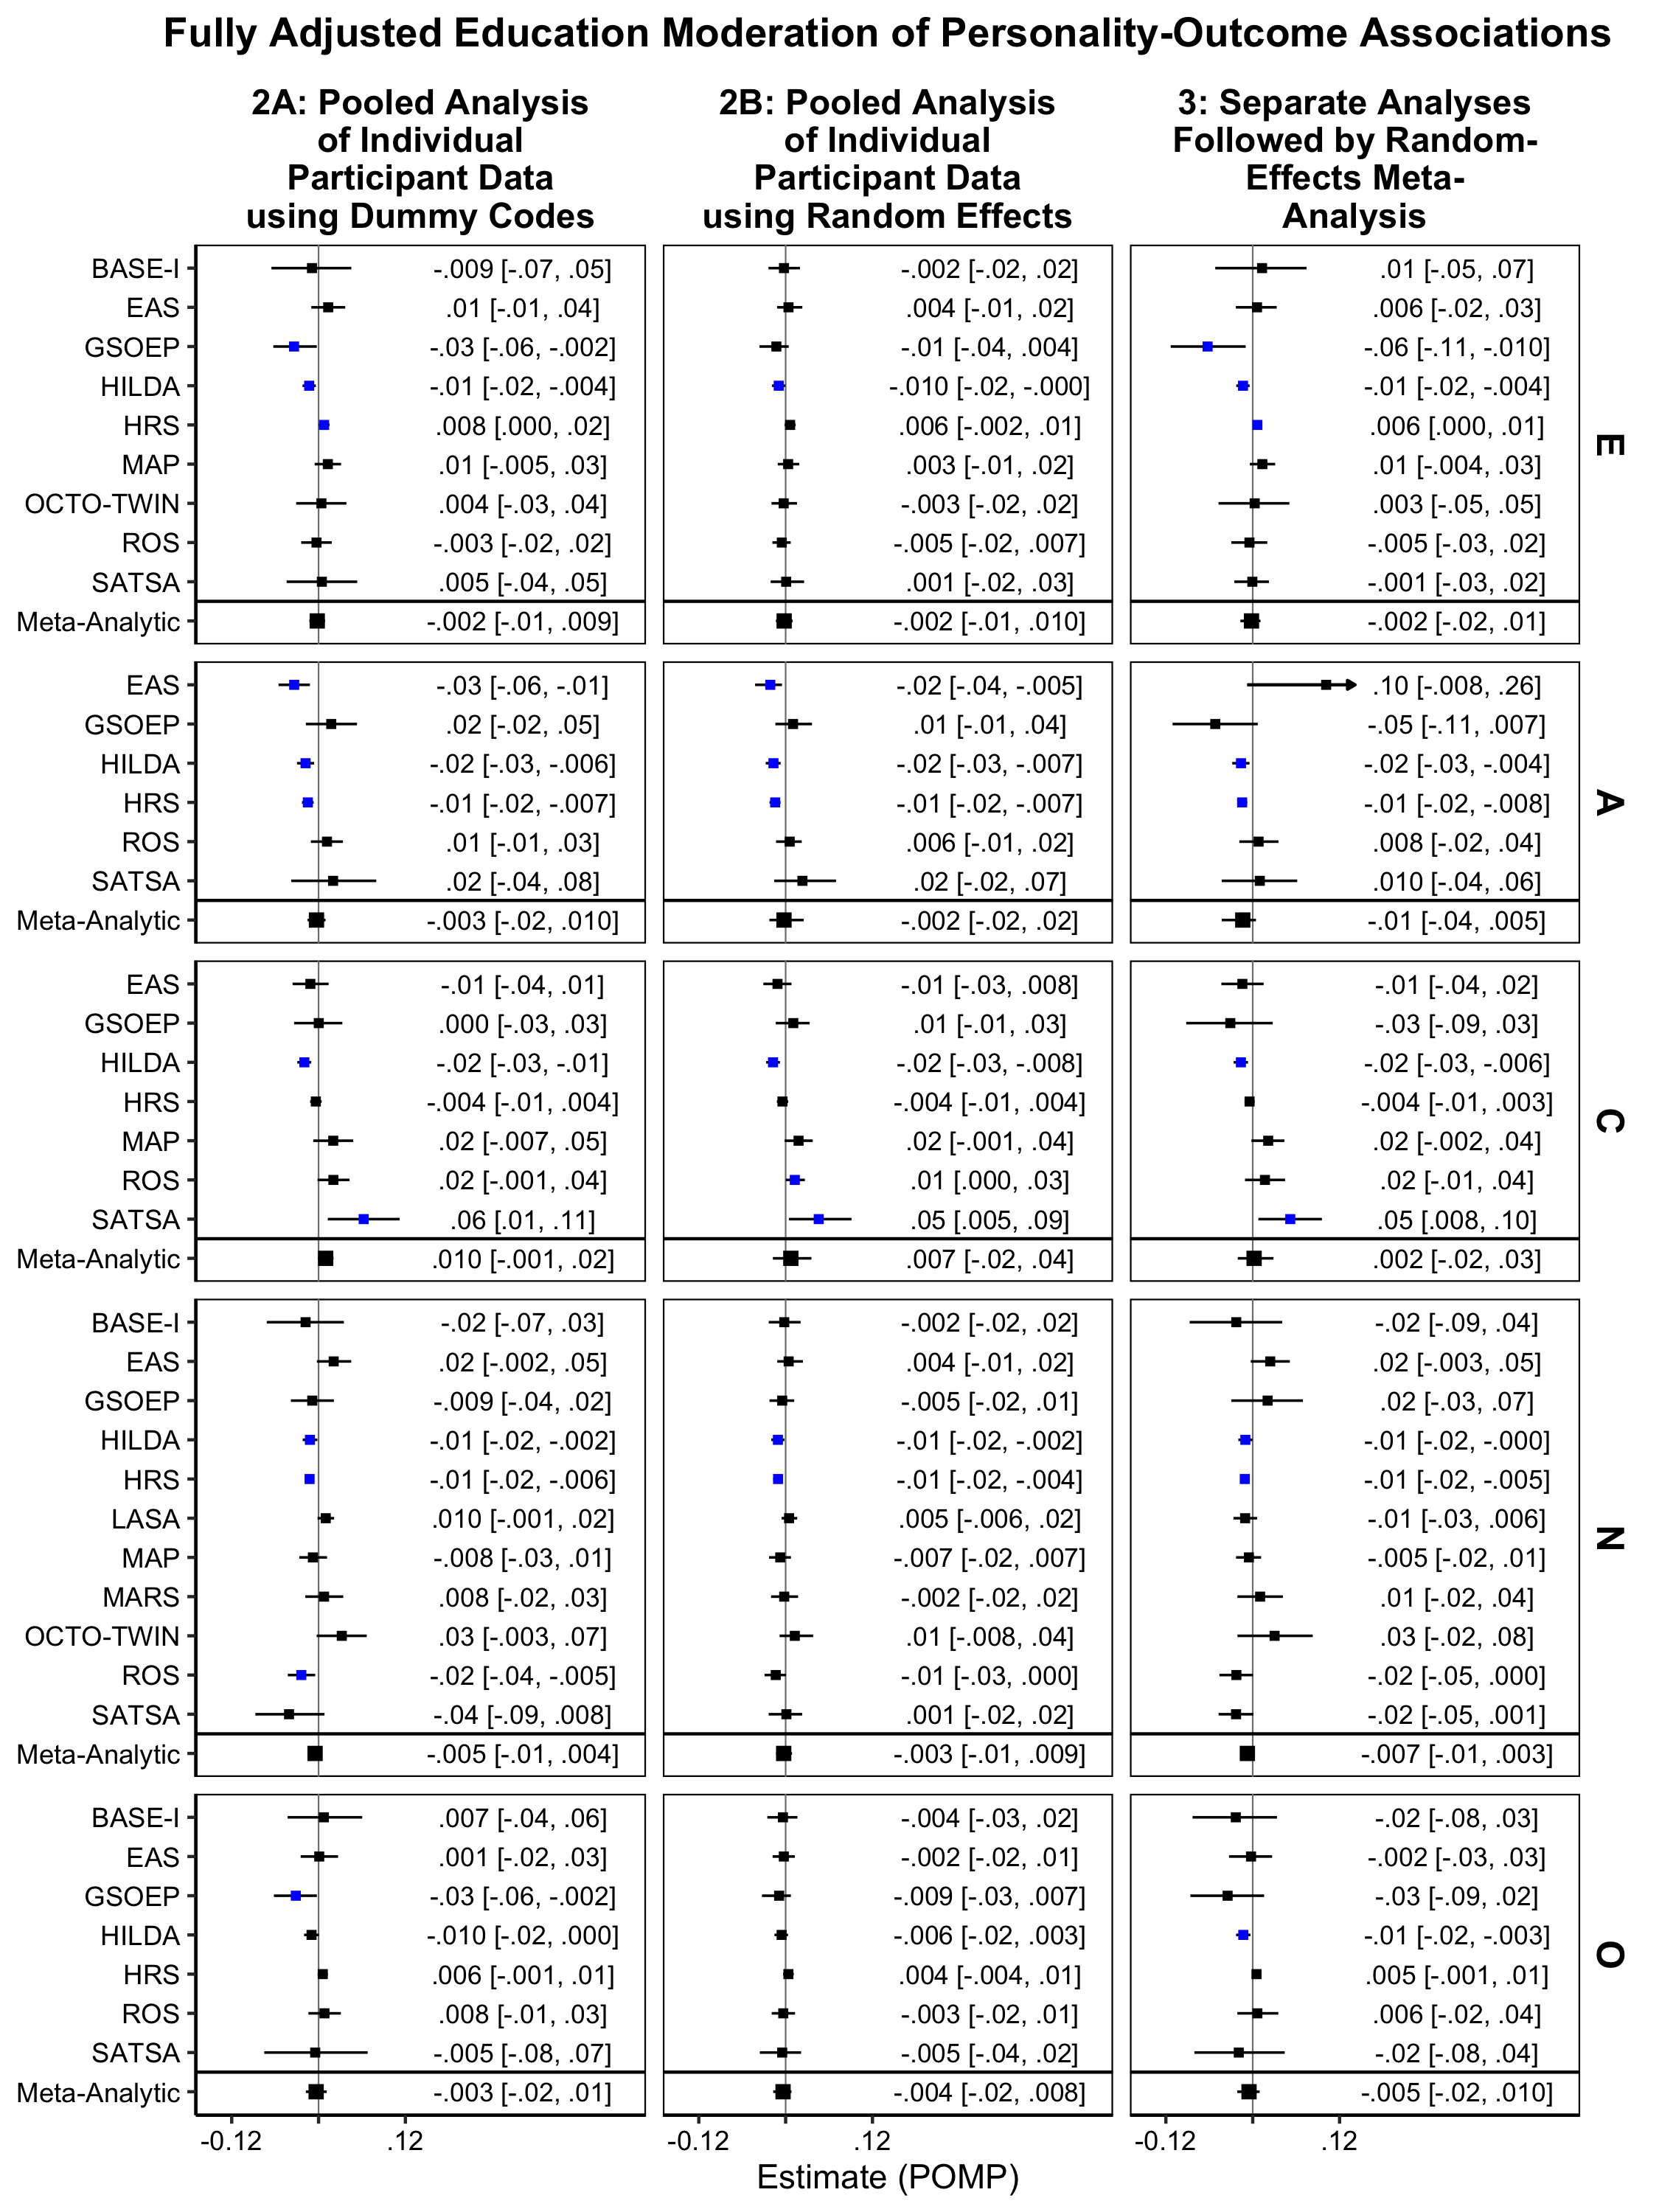 Fully Adjusted Education Moderation of Personality-Outcome Associations
2A: Pooled Analysis
of Individual
Participant Data
using Dummy Codes
2B: Pooled Analysis
of Individual
Participant Data
using Random Effects
3: Separate Analyses
Followed by Random-
Effects Meta-
Analysis
BASE-I -.009 [-.07, .05] -.002 [-.02, .02] .01 [-.05, .07]
EAS .01 [-.01, .04] .004 [-.01, .02] .006 [-.02, .03]
GSOEP -.03 [-.06, -.002] -.01 [-.04, .004] -.06 [-.11, -.010]
HILDA -.01 [-.02, -.004] -.010 [-.02, -.000] -.01 [-.02, -.004]
HRS .008 [.000, .02] .006 [-.002, .01] .006 [.000, .01]
MAP .01 [-.005, .03] .003 [-.01, .02] .01 [-.004, .03]
OCTO-TWIN .004 [-.03, .04] -.003 [-.02, .02] .003 [-.05, .05]
ROS -.003 [-.02, .02] -.005 [-.02, .007] -.005 [-.03, .02]
SATSA .005 [-.04, .05] .001 [-.02, .03] -.001 [-.03, .02]
Meta-Analytic -.002 [-.01, .009] -.002 [-.01, .010] -.002 [-.02, .01]
E
EAS -.03 [-.06, -.01] -.02 [-.04, -.005] .10 [-.008, .26]
GSOEP .02 [-.02, .05] .01 [-.01, .04] -.05 [-.11, .007]
HILDA -.02 [-.03, -.006] -.02 [-.03, -.007] -.02 [-.03, -.004]
HRS -.01 [-.02, -.007] -.01 [-.02, -.007] -.01 [-.02, -.008]
ROS .01 [-.01, .03] .006 [-.01, .02] .008 [-.02, .04]
SATSA .02 [-.04, .08] .02 [-.02, .07] .010 [-.04, .06]
Meta-Analytic -.003 [-.02, .010] -.002 [-.02, .02] -.01 [-.04, .005]
A
EAS -.01 [-.04, .01] -.01 [-.03, .008] -.01 [-.04, .02]
GSOEP .000 [-.03, .03] .01 [-.01, .03] -.03 [-.09, .03]
HILDA -.02 [-.03, -.01] -.02 [-.03, -.008] -.02 [-.03, -.006]
HRS -.004 [-.01, .004] -.004 [-.01, .004] -.004 [-.01, .003]
MAP .02 [-.007, .05] .02 [-.001, .04] .02 [-.002, .04]
ROS .02 [-.001, .04] .01 [.000, .03] .02 [-.01, .04]
SATSA .06 [.01, .11] .05 [.005, .09] .05 [.008, .10]
Meta-Analytic .010 [-.001, .02] .007 [-.02, .04] .002 [-.02, .03]
C
BASE-I -.02 [-.07, .03] -.002 [-.02, .02] -.02 [-.09, .04]
EAS .02 [-.002, .05] .004 [-.01, .02] .02 [-.003, .05]
GSOEP -.009 [-.04, .02] -.005 [-.02, .01] .02 [-.03, .07]
HILDA -.01 [-.02, -.002] -.01 [-.02, -.002] -.01 [-.02, -.000]
HRS -.01 [-.02, -.006] -.01 [-.02, -.004] -.01 [-.02, -.005]
LASA .010 [-.001, .02] .005 [-.006, .02] -.01 [-.03, .006]
MAP -.008 [-.03, .01] -.007 [-.02, .007] -.005 [-.02, .01]
MARS .008 [-.02, .03] -.002 [-.02, .02] .01 [-.02, .04]
OCTO-TWIN .03 [-.003, .07] .01 [-.008, .04] .03 [-.02, .08]
ROS -.02 [-.04, -.005] -.01 [-.03, .000] -.02 [-.05, .000]
SATSA -.04 [-.09, .008] .001 [-.02, .02] -.02 [-.05, .001]
Meta-Analytic -.005 [-.01, .004] -.003 [-.01, .009] -.007 [-.01, .003]
N
BASE-I .007 [-.04, .06] -.004 [-.03, .02] -.02 [-.08, .03]
EAS .001 [-.02, .03] -.002 [-.02, .01] -.002 [-.03, .03]
GSOEP -.03 [-.06, -.002] -.009 [-.03, .007] -.03 [-.09, .02]
HILDA -.010 [-.02, .000] -.006 [-.02, .003] -.01 [-.02, -.003]
HRS .006 [-.001, .01] .004 [-.004, .01] .005 [-.001, .01]
ROS .008 [-.01, .03] -.003 [-.02, .01] .006 [-.02, .04]
SATSA -.005 [-.08, .07] -.005 [-.04, .02] -.02 [-.08, .04]
Meta-Analytic -.003 [-.02, .01] -.004 [-.02, .008] -.005 [-.02, .010]
O
-0.12 .12 -0.12 .12 -0.12 .12
Estimate (POMP)